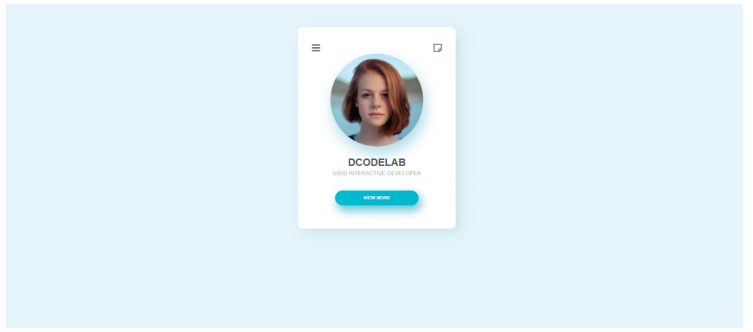 DCODELAB
UI/UX INTERACTIVE DEVELOPER
VIEW MORE